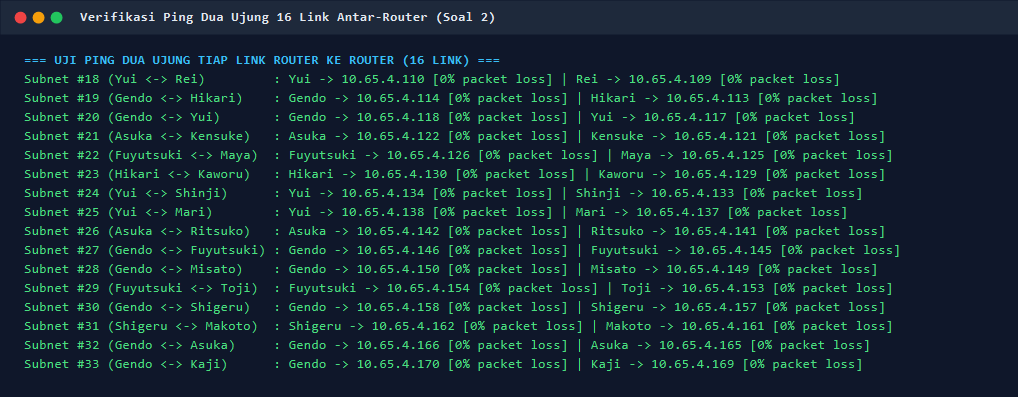 Verifikasi Ping Dua Ujung 16 Link Antar-Router (Soal 2)
=== UJI PING DUA UJUNG TIAP LINK ROUTER KE ROUTER (16 LINK) ===
Subnet #18 (Yui <-> Rei)         : Yui -> 10.65.4.110 [0% packet loss] | Rei -> 10.65.4.109 [0% packet loss]
Subnet #19 (Gendo <-> Hikari)    : Gendo -> 10.65.4.114 [0% packet loss] | Hikari -> 10.65.4.113 [0% packet loss]
Subnet #20 (Gendo <-> Yui)       : Gendo -> 10.65.4.118 [0% packet loss] | Yui -> 10.65.4.117 [0% packet loss]
Subnet #21 (Asuka <-> Kensuke)   : Asuka -> 10.65.4.122 [0% packet loss] | Kensuke -> 10.65.4.121 [0% packet loss]
Subnet #22 (Fuyutsuki <-> Maya)  : Fuyutsuki -> 10.65.4.126 [0% packet loss] | Maya -> 10.65.4.125 [0% packet loss]
Subnet #23 (Hikari <-> Kaworu)   : Hikari -> 10.65.4.130 [0% packet loss] | Kaworu -> 10.65.4.129 [0% packet loss]
Subnet #24 (Yui <-> Shinji)      : Yui -> 10.65.4.134 [0% packet loss] | Shinji -> 10.65.4.133 [0% packet loss]
Subnet #25 (Yui <-> Mari)        : Yui -> 10.65.4.138 [0% packet loss] | Mari -> 10.65.4.137 [0% packet loss]
Subnet #26 (Asuka <-> Ritsuko)   : Asuka -> 10.65.4.142 [0% packet loss] | Ritsuko -> 10.65.4.141 [0% packet loss]
Subnet #27 (Gendo <-> Fuyutsuki) : Gendo -> 10.65.4.146 [0% packet loss] | Fuyutsuki -> 10.65.4.145 [0% packet loss]
Subnet #28 (Gendo <-> Misato)    : Gendo -> 10.65.4.150 [0% packet loss] | Misato -> 10.65.4.149 [0% packet loss]
Subnet #29 (Fuyutsuki <-> Toji)  : Fuyutsuki -> 10.65.4.154 [0% packet loss] | Toji -> 10.65.4.153 [0% packet loss]
Subnet #30 (Gendo <-> Shigeru)   : Gendo -> 10.65.4.158 [0% packet loss] | Shigeru -> 10.65.4.157 [0% packet loss]
Subnet #31 (Shigeru <-> Makoto)  : Shigeru -> 10.65.4.162 [0% packet loss] | Makoto -> 10.65.4.161 [0% packet loss]
Subnet #32 (Gendo <-> Asuka)     : Gendo -> 10.65.4.166 [0% packet loss] | Asuka -> 10.65.4.165 [0% packet loss]
Subnet #33 (Gendo <-> Kaji)      : Gendo -> 10.65.4.170 [0% packet loss] | Kaji -> 10.65.4.169 [0% packet loss]